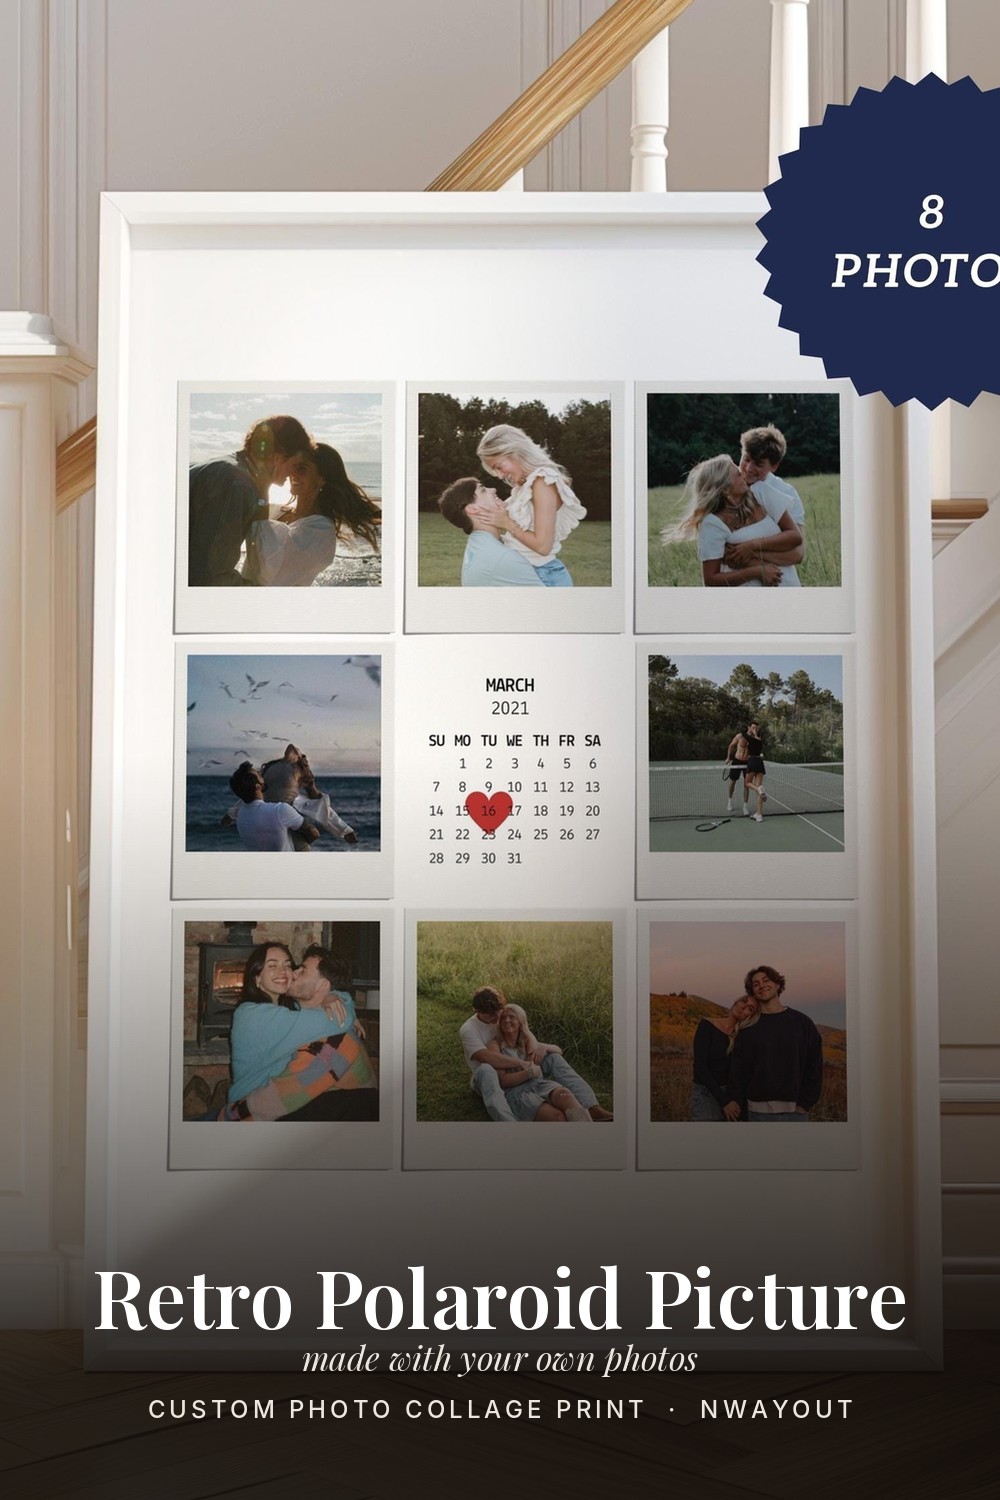 8
PHOTO
MARCH
2021
SU MO TU WE TH FR SA
1 2 3 4 5 6
7 8 9 10 11 12 13
14 15 16 17 18 19 20
21 22 23 24 25 26 27
28 29 30 31
Retro Polaroid Picture
made with your own photos
CUSTOM PHOTO COLLAGE PRINT · NWAYOUT